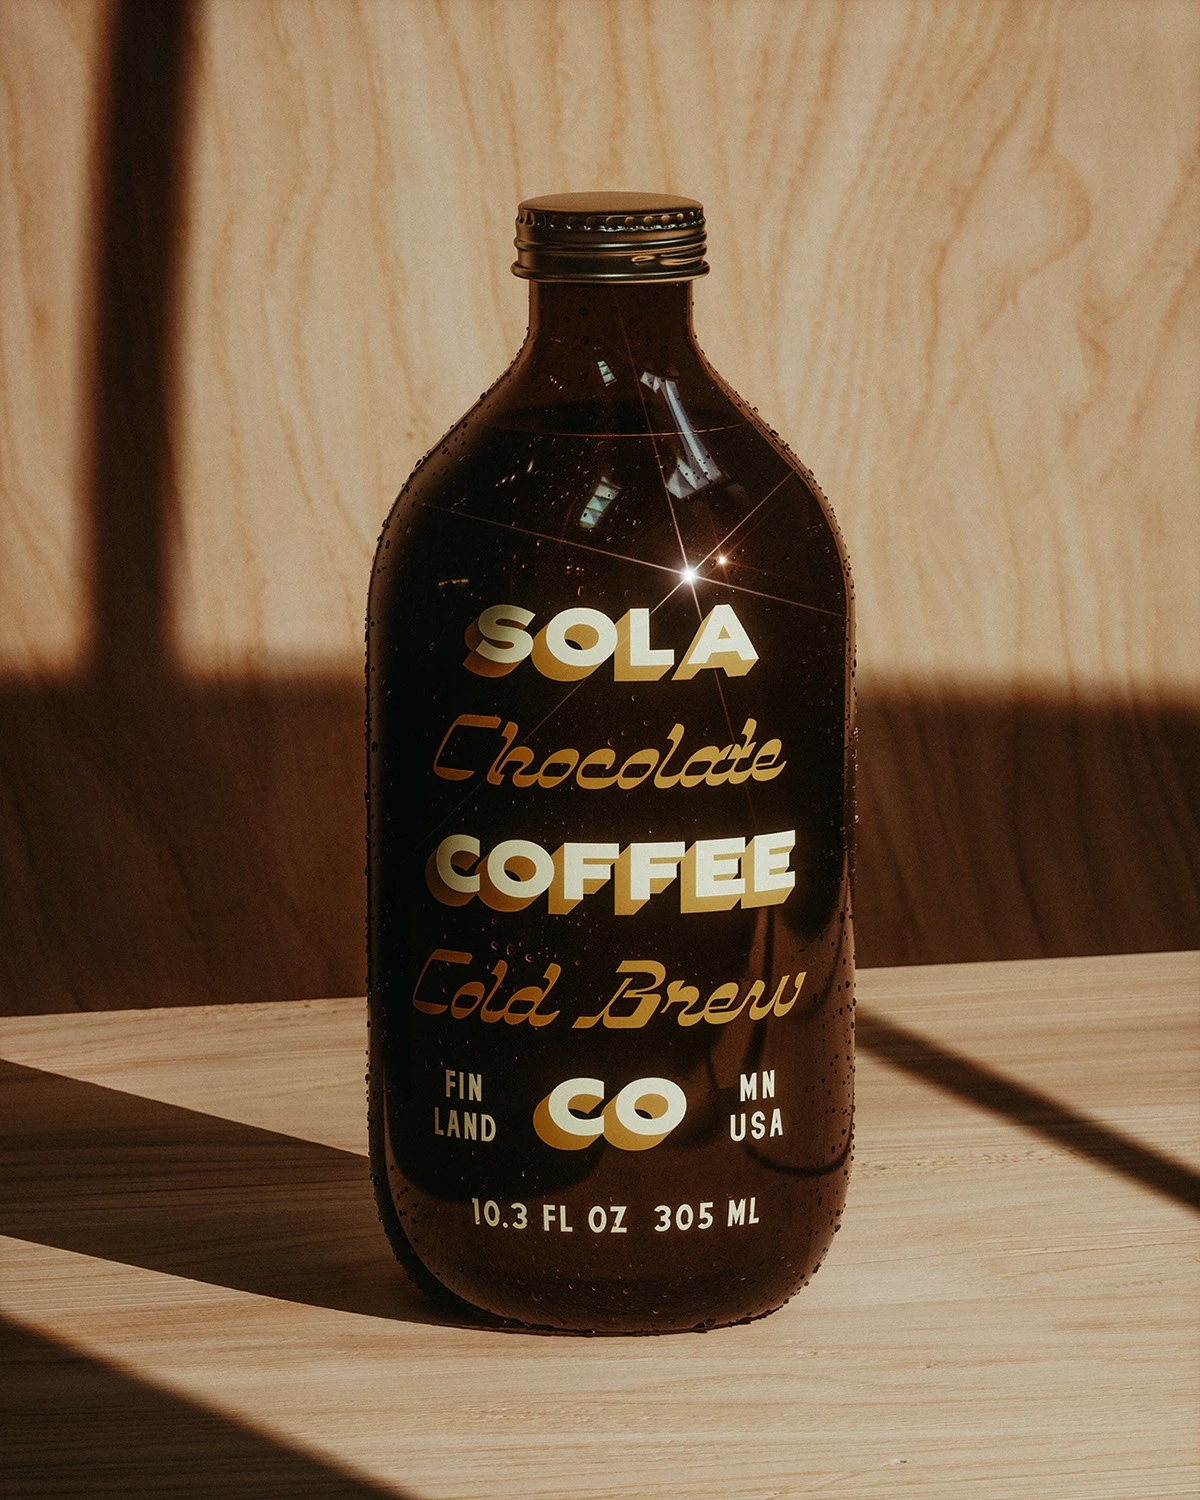 SOLA
Chocolate
COFFEE
Cold Brew
FIN LAND
CO
MN USA
10.3 FL OZ 305 ML